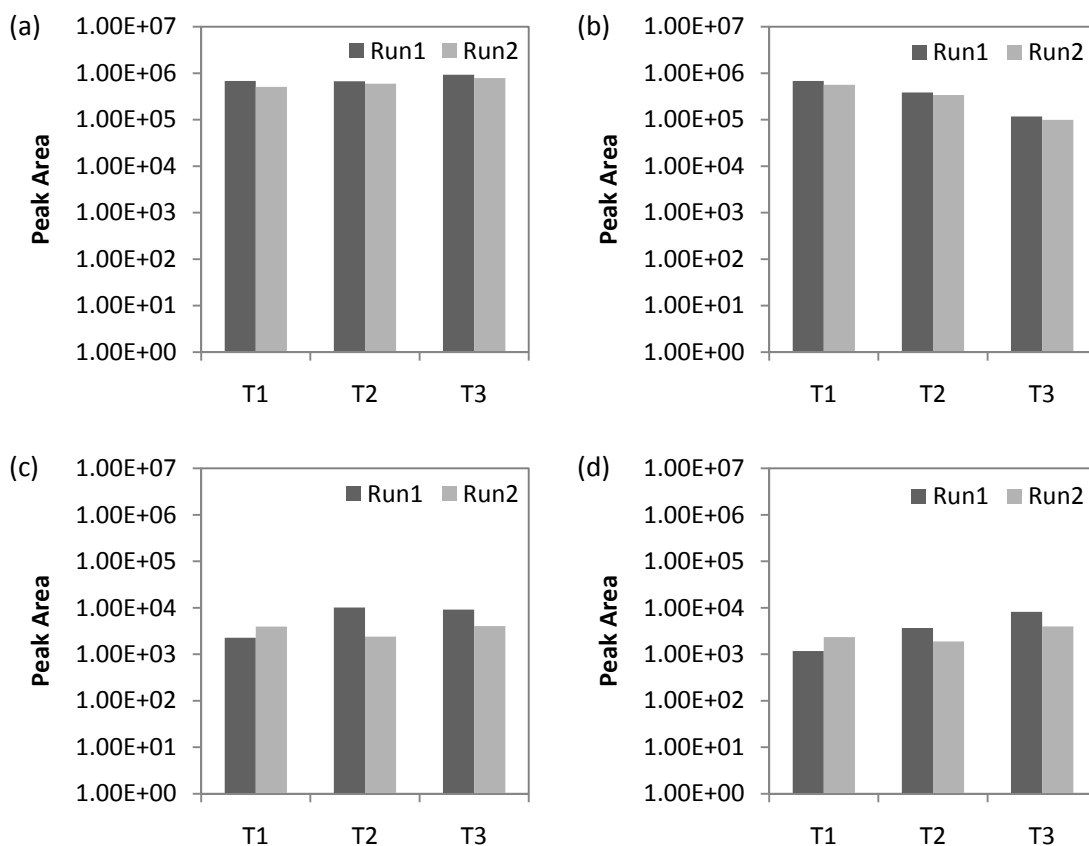 (a)
1.00E+07
1.00E+06
1.00E+05
1.00E+04
1.00E+03
1.00E+02
1.00E+01
1.00E+00
Peak Area
Run1 Run2
T1 T2 T3
(b)
1.00E+07
1.00E+06
1.00E+05
1.00E+04
1.00E+03
1.00E+02
1.00E+01
1.00E+00
Peak Area
Run1 Run2
T1 T2 T3
(c)
1.00E+07
1.00E+06
1.00E+05
1.00E+04
1.00E+03
1.00E+02
1.00E+01
1.00E+00
Peak Area
Run1 Run2
T1 T2 T3
(d)
1.00E+07
1.00E+06
1.00E+05
1.00E+04
1.00E+03
1.00E+02
1.00E+01
1.00E+00
Peak Area
Run1 Run2
T1 T2 T3